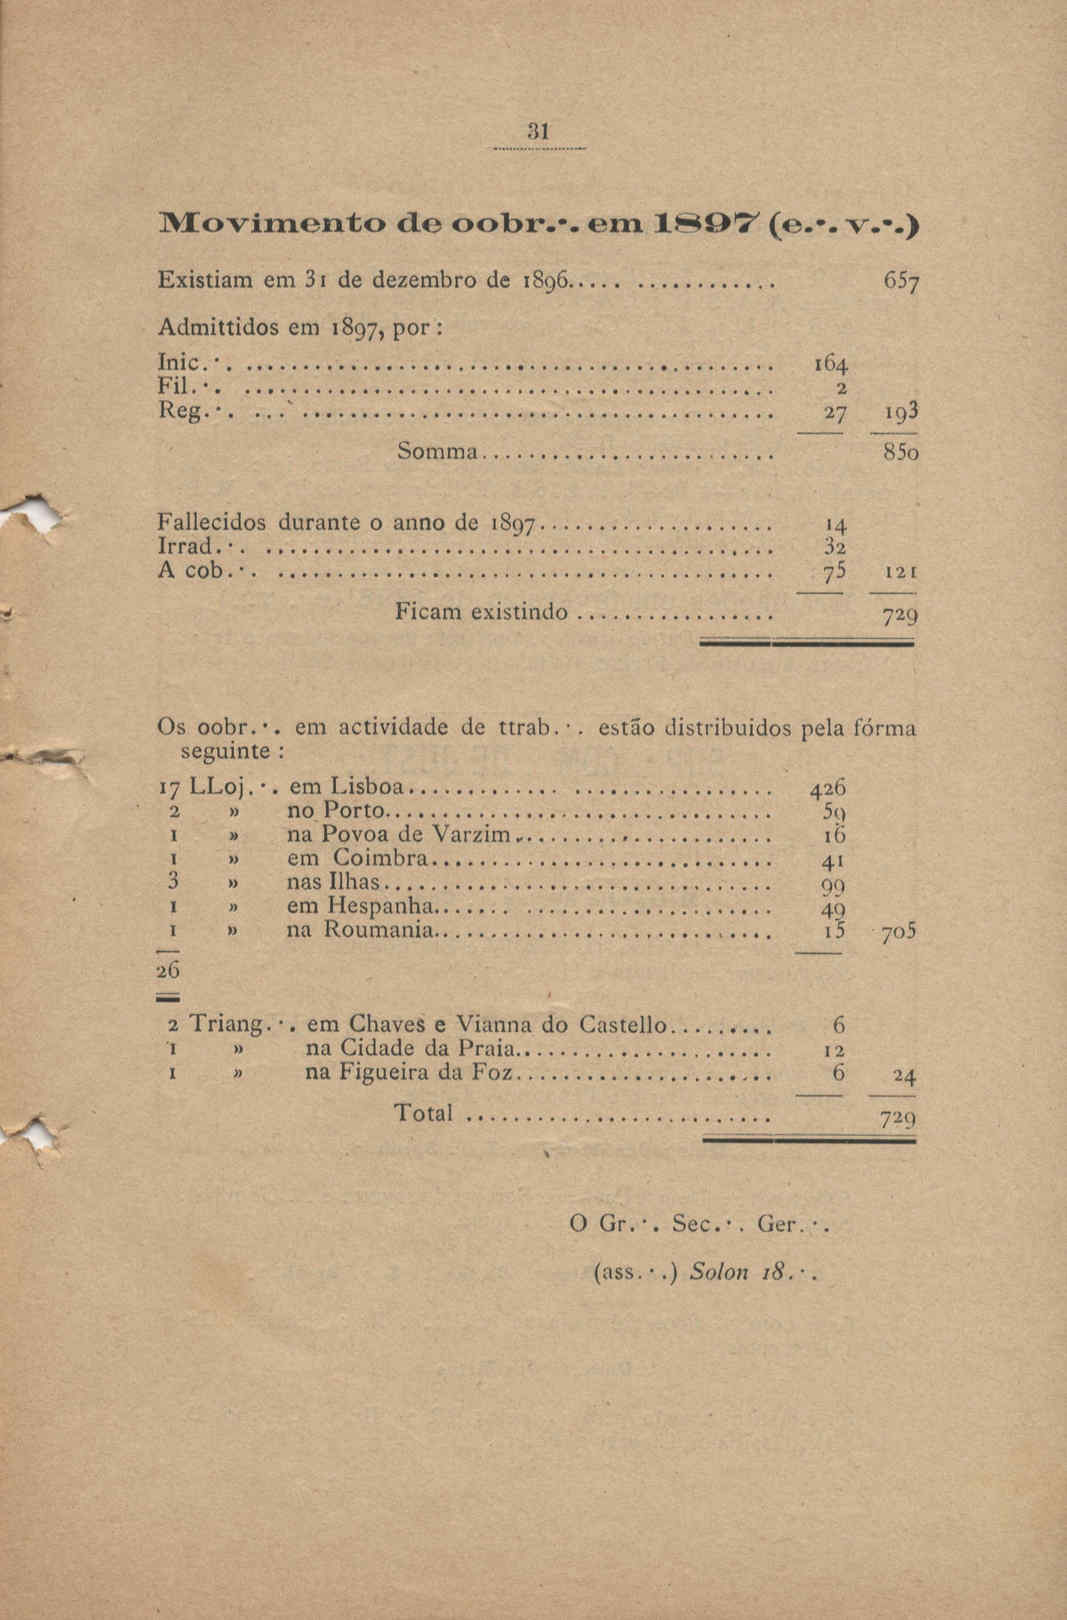 31
Movimento de oobr.·. em 1897 (e.·. v.·.)
Existiam em 31 de dezembro de 1896.................. 657
Admittidos em 1897, por:
Inic.·. ............................................. 164
Fil.·. ............................................. 2
Reg.·. ............................................. 27 193
Somma......................... 850
Fallecidos durante o anno de 1897.................... 14
Irrad.·. ........................................... 32
A cob.·. .......................................... 75 121
Ficam existindo ................. 729
Os oobr.·. em actividade de ttrab.·. estão distribuidos pela fórma
seguinte :
17 LLoj.·. em Lisboa.............................. 426
2 » no Porto................................. 59
1 » na Povoa de Varzim...................... 16
1 » em Coimbra............................. 41
3 » nas Ilhas................................. 99
1 » em Hespanha............................ 49
1 » na Roumania............................. 15 705
26
2 Triang.·. em Chaves e Vianna do Castello......... 6
1 » na Cidade da Praia...................... 12
1 » na Figueira da Foz...................... 6 24
Total .......................... 729
O Gr.·. Sec.·. Ger.·.
(ass.·.) Solon 18.·.